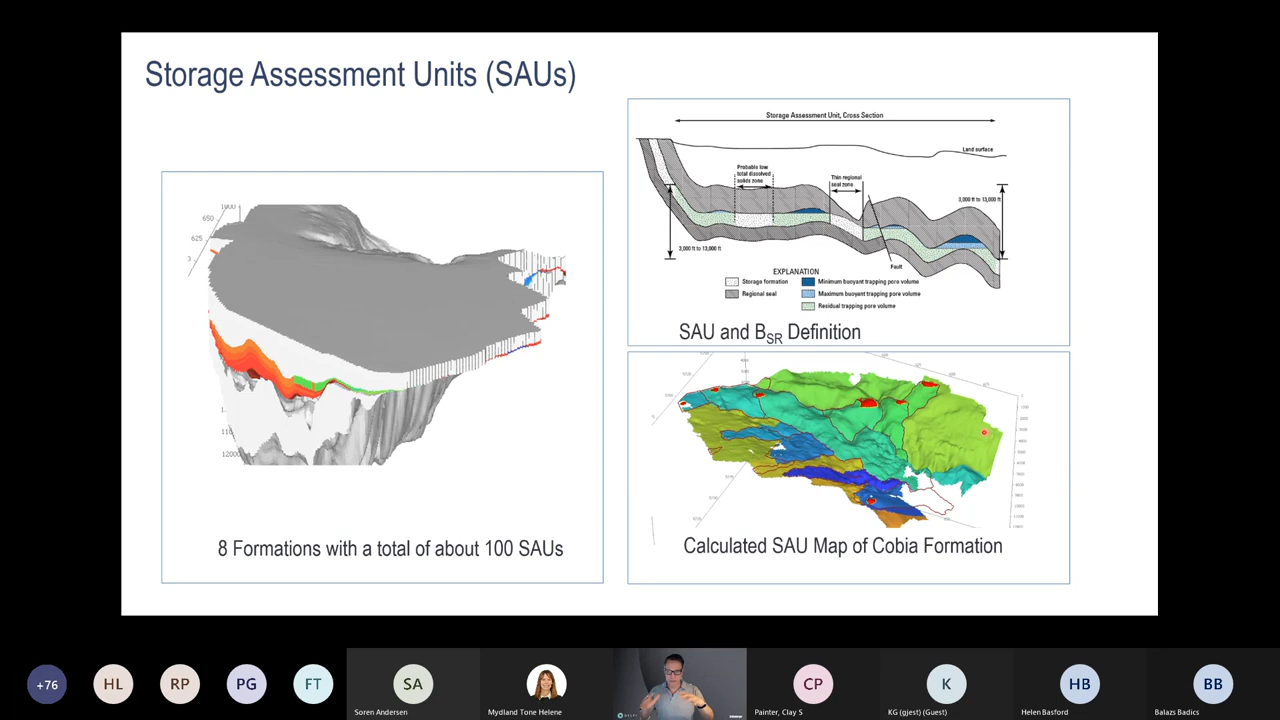 Storage Assessment Units (SAUs)
1000
650
625
12000
8 Formations with a total of about 100 SAUs
Storage Assessment Unit, Cross Section
Land surface
Probable low
total dissolved
solids zone
Thin regional
seal zone
3,000 ft to 13,000 ft
3,000 ft to 13,000 ft
Fault
EXPLANATION
Storage formation
Regional seal
Minimum buoyant trapping pore volume
Maximum buoyant trapping pore volume
Residual trapping pore volume
SAU and BSR Definition
Calculated SAU Map of Cobia Formation
+76
HL
RP
PG
FT
SA
Soren Andersen
Mydland Tone Helene
CP
Painter, Clay S
K
KG (gjest) (Guest)
HB
Helen Basford
BB
Balazs Badics